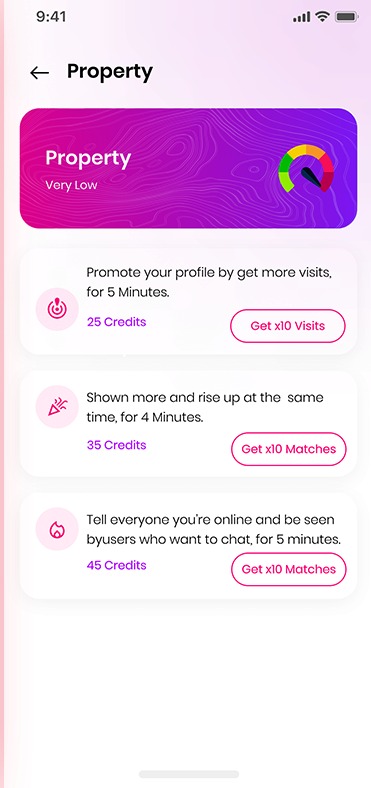 9:41
Property
Property
Very Low
Promote your profile by get more visits,
for 5 Minutes.
25 Credits
Get x10 Visits
Shown more and rise up at the  same
time, for 4 Minutes.
35 Credits
Get x10 Matches
Tell everyone you're online and be seen
byusers who want to chat, for 5 minutes.
45 Credits
Get x10 Matches